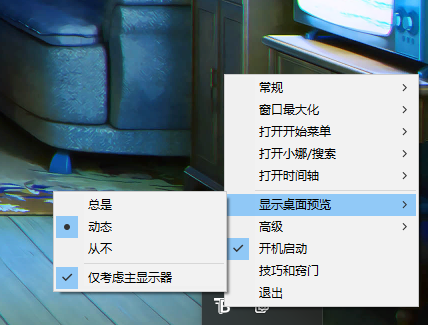 常规
窗口最大化
打开开始菜单
打开小娜/搜索
打开时间轴
显示桌面预览
高级
开机启动
技巧和窍门
退出
总是
动态
从不
仅考虑主显示器